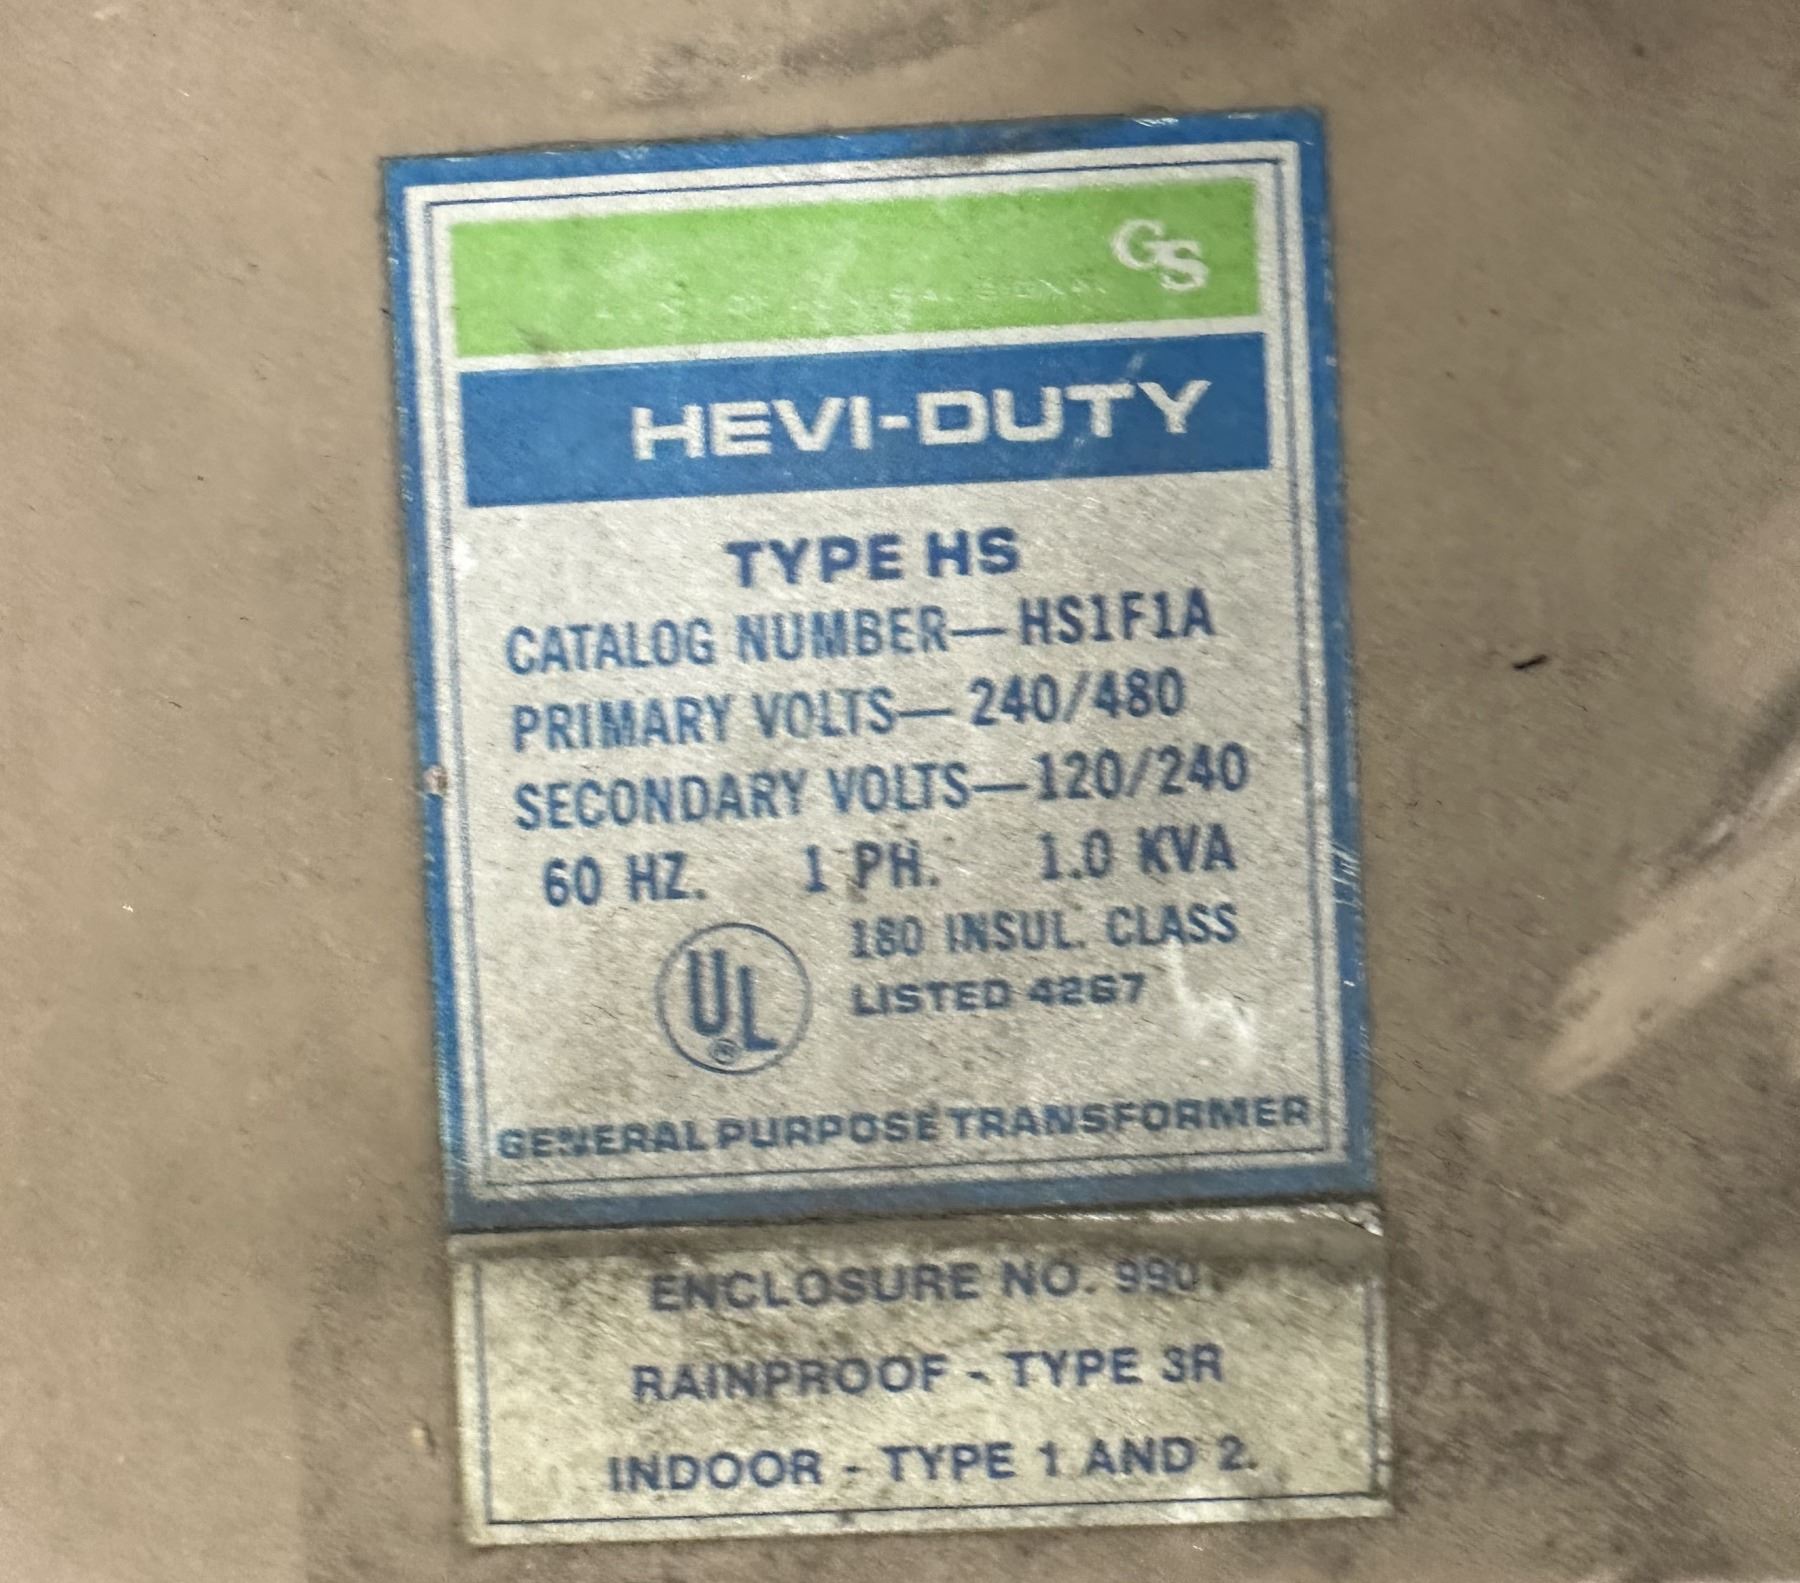 GS
HEVI-DUTY
TYPE HS
CATALOG NUMBER—HS1F1A
PRIMARY VOLTS—240/480
SECONDARY VOLTS—120/240
60 HZ. 1 PH. 1.0 KVA
180 INSUL. CLASS
UL
®
LISTED 4267
GENERAL PURPOSE TRANSFORMER
ENCLOSURE NO.
RAINPROOF - TYPE 3R
INDOOR - TYPE 1 AND 2.